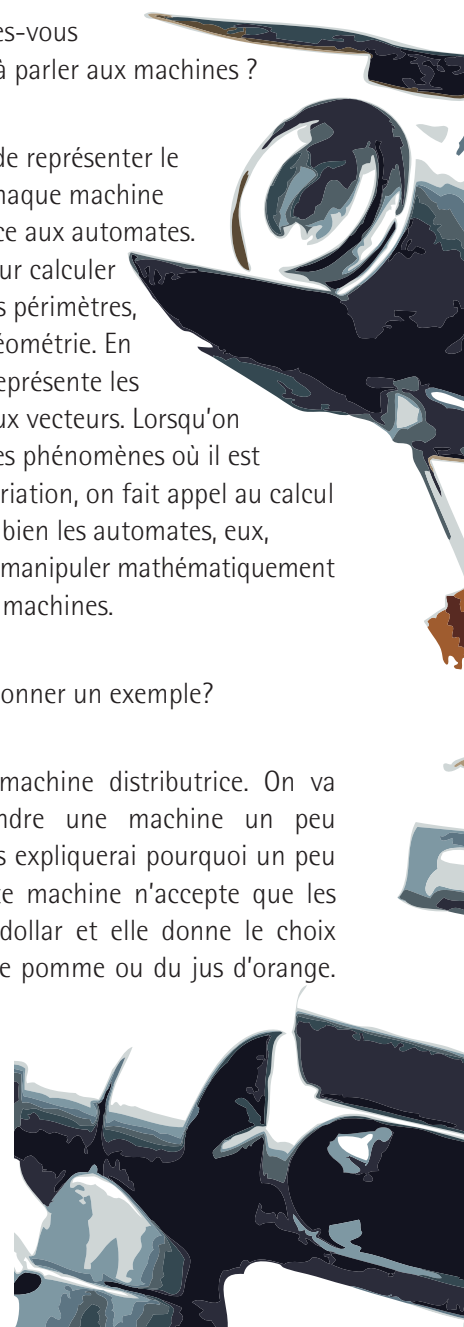 es-vous
à parler aux machines ?
de représenter le
haque machine
ce aux automates.
ur calculer
s périmètres,
éométrie. En
eprésente les
ux vecteurs. Lorsqu'on
es phénomènes où il est
riation, on fait appel au calcul
bien les automates, eux,
manipuler mathématiquement
machines.
onner un exemple?
machine distributrice. On va
ndre une machine un peu
s expliquerai pourquoi un peu
te machine n'accepte que les
dollar et elle donne le choix
e pomme ou du jus d'orange.